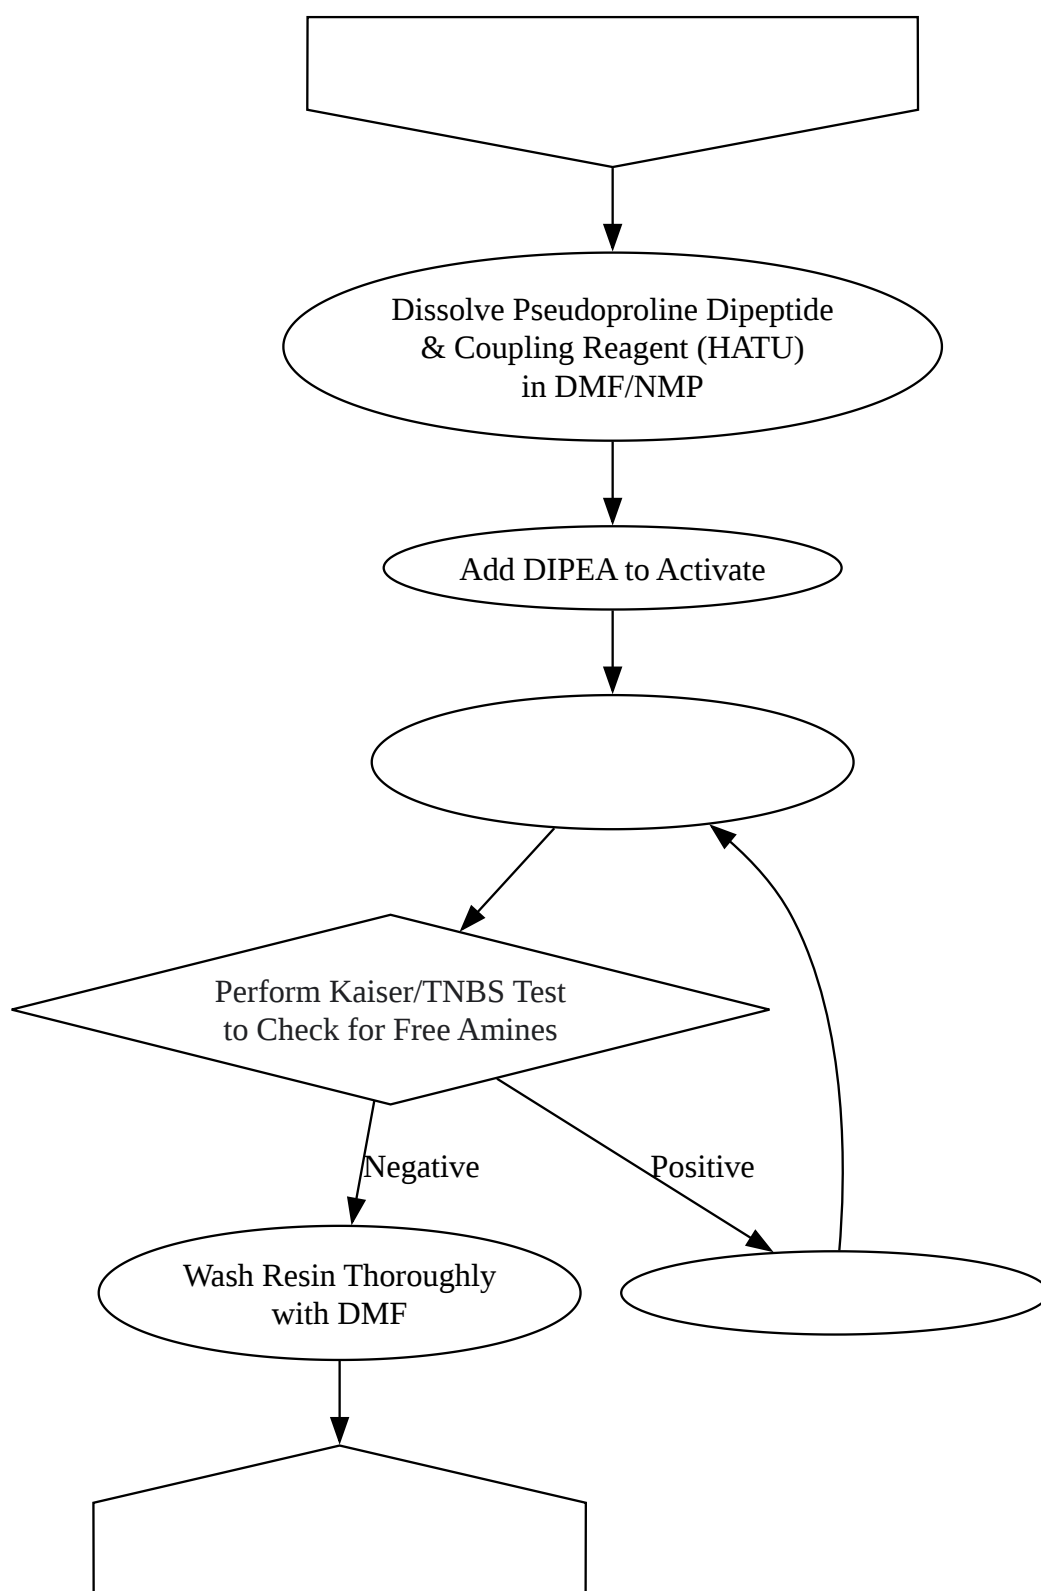 Dissolve Pseudoproline Dipeptide
& Coupling Reagent (HATU)
in DMF/NMP
Add DIPEA to Activate
Perform Kaiser/TNBS Test
to Check for Free Amines
Negative
Positive
Wash Resin Thoroughly
with DMF